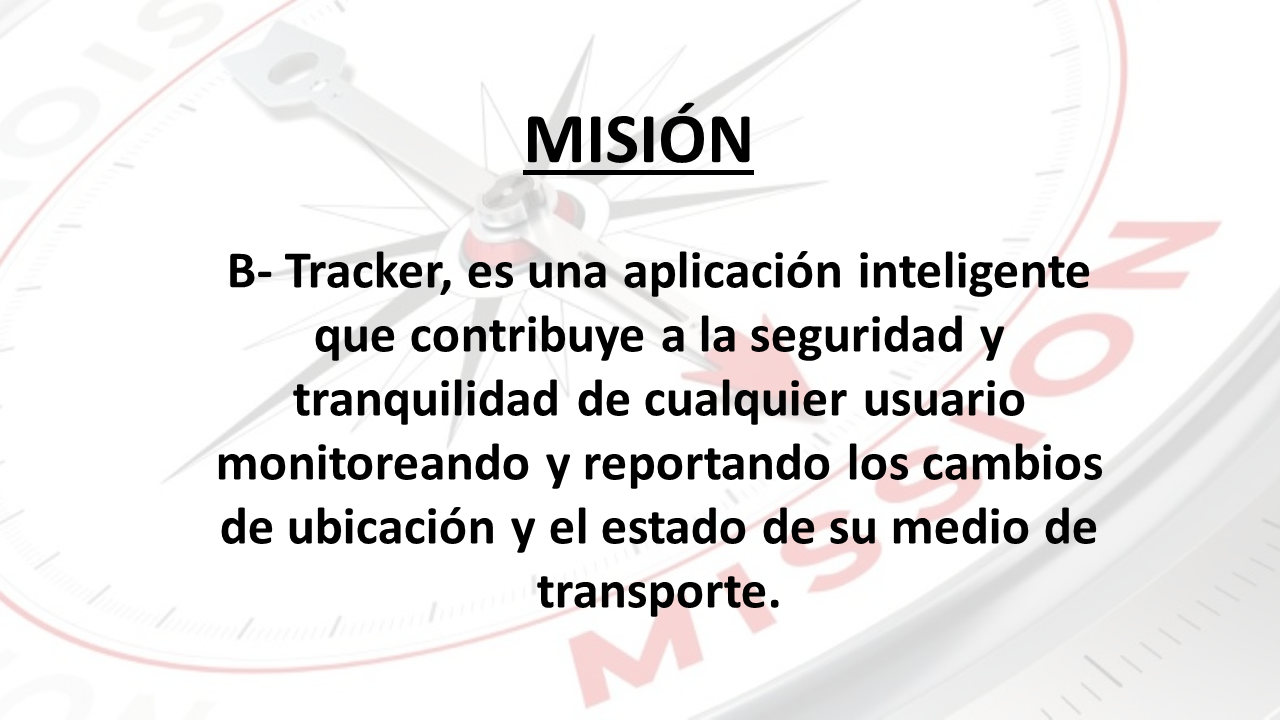 MISIÓN
B- Tracker, es una aplicación inteligente
que contribuye a la seguridad y
tranquilidad de cualquier usuario
monitoreando y reportando los cambios
de ubicación y el estado de su medio de
transporte.
MISSION